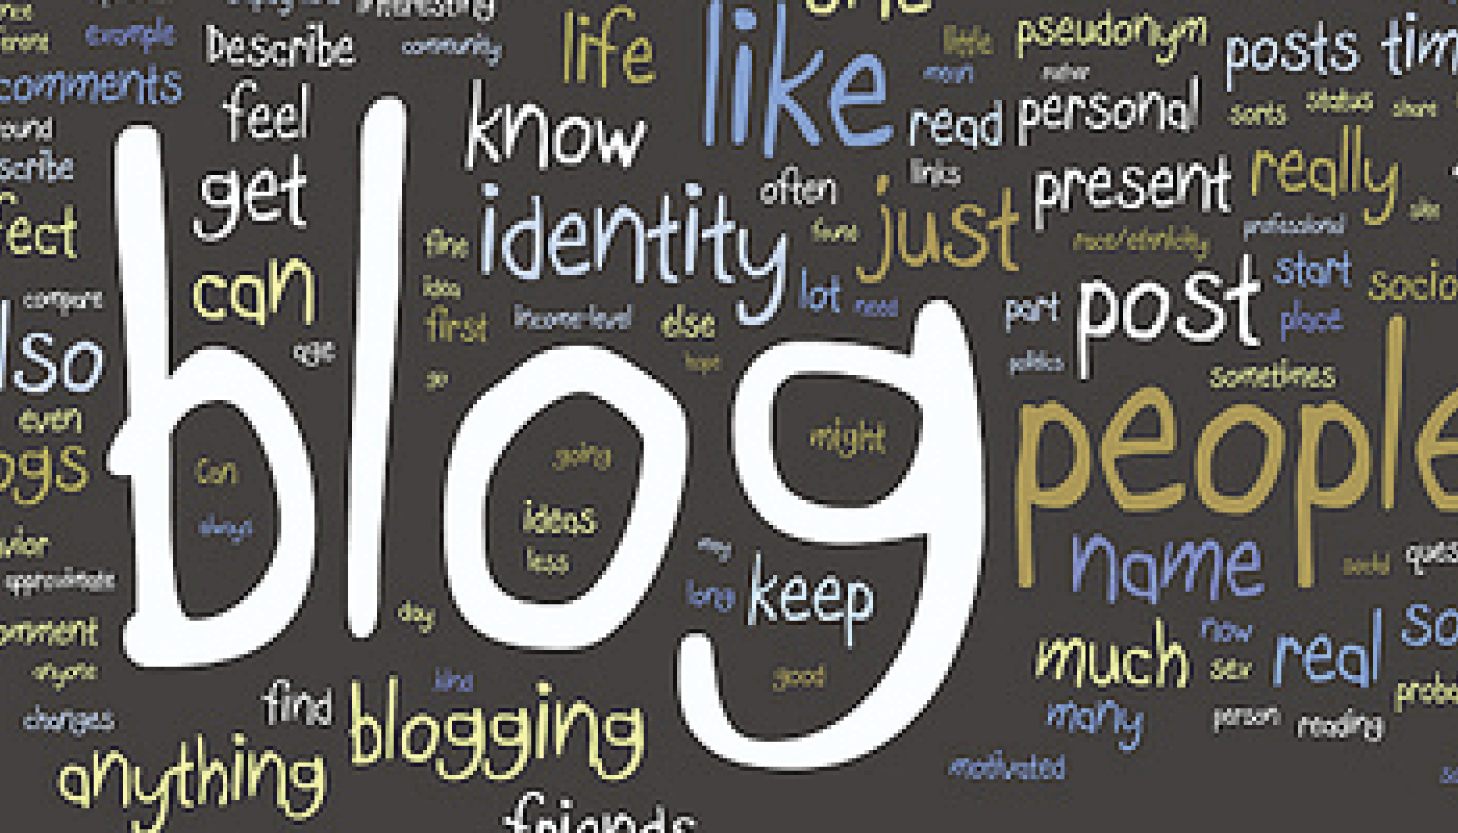 interesting
example
Describe
community
life
like
little
main
pseudonym
rather
posts
comments
feel
know
read
personal
sorts
status
share
get
identity
often
links
present
really
just
race/ethnicity
professional
can
fine
idea
first
income-level
else
lot
need
hope
part
post
start
place
politics
compare
age
go
sometimes
even
blog
people
might
going
Can
always
ideas
less
may
long
keep
name
approximate
day
good
much
now
sex
real
many
person
reading
anyone
changes
find
kind
blogging
anything
motivated
friends